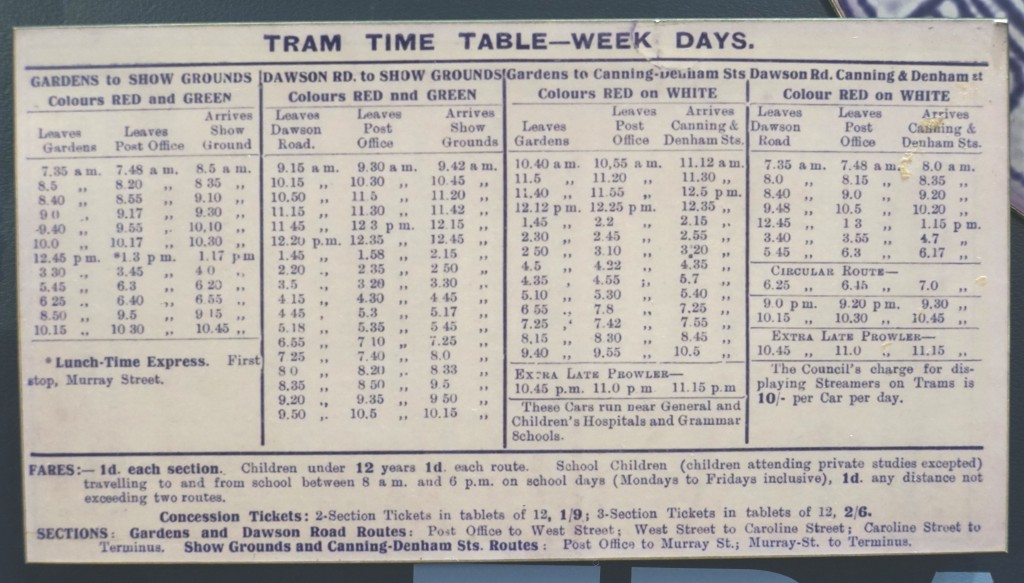 TRAM TIME TABLE—WEEK DAYS.
GARDENS to SHOW GROUNDS
Colours RED and GREEN
Leaves Gardens Leaves Post Office Arrives Show Ground
7.35 a m. 7.48 a m. 8.5 a m.
8.5 „ 8.20 „ 8 35 „
8.40 „ 8.55 „ 9.10 „
9 0 „ 9.17 „ 9.30 „
9.40 „ 9.55 „ 10,10 „
10.0 „ 10.17 „ 10.30 „
12.45 pm. *1.3 p m. 1.17 p m
3 30 „ 3.45 „ 4 0 „
5.45 „ 6.3 „ 6 20 „
6 25 „ 6.40 „ 6.55 „
8.50 „ 9.5 „ 9 15 „
10.15 „ 10 30 „ 10.45 „
* Lunch-Time Express. First
stop, Murray Street.
DAWSON RD. to SHOW GROUNDS
Colours RED nnd GREEN
Leaves Dawson Road. Leaves Post Office Arrives Show Grounds
9.15 a m. 9.30 a m. 9.42 a m.
10.15 „ 10.30 „ 10 45 „
10.50 „ 11 5 „ 11.20 „
11.15 „ 11.30 „ 11.42 „
11 45 „ 12 3 p m. 12.15 „
12.20 p.m. 12.35 „ 12.45 „
1.45 „ 1.58 „ 2.15 „
2.20 „ 2 35 „ 2 50 „
3.5 „ 3 20 „ 3.30 „
4 15 „ 4.30 „ 4 45 „
4 45 „ 5.3 „ 5.17 „
5.18 „ 5.35 „ 5 45 „
6.55 „ 7 10 „ 7.25 „
7 25 „ 7.40 „ 8.0 „
8 0 „ 8.20 „ 8 33 „
8.35 „ 8 50 „ 9.5 „
9,20 „ 9.35 „ 9 50 „
9.50 „ 10.5 „ 10.15 „
Gardens to Canning-Denham Sts
Colours RED on WHITE
Leaves Gardens Leaves Post Office Arrives Canning & Denham Sts.
10.40 a m. 10,55 a.m. 11.12 a m.
11.5 „ 11.20 „ 11.30 „
11.40 „ 11.55 „ 12.5 p m.
12.12 p m. 12.25 p m. 12.35 „
1.45 „ 2.2 „ 2.15 „
2.30 „ 2 45 „ 2.55 „
2 50 „ 3 10 „ 3'20 „
4.5 „ 4.22 „ 4.35 „
4.35 „ 4.55 „ 5.7 „
5.10 „ 5.30 „ 5.40 „
6 55 „ 7.8 „ 7.25 „
7.25 „ 7.42 „ 7.55 „
8,15 „ 8 30 „ 8.45 „
9.40 „ 9.55 „ 10.5 „
EXTRA LATE PROWLER—
10.45 p.m. 11.0 p m 11.15 p.m
These Cars run near General and
Children's Hospitals and Grammar
Schools.
Dawson Rd. Canning & Denham st
Colour RED on WHITE
Leaves Dawson Road Leaves Post Office Arrives Canning & Denham Sts.
7.35 a m. 7.48 a m. 8.0 a m.
8.0 „ 8.15 „ 8.35 „
8.40 „ 9.0 „ 9.20 „
9.48 „ 10.5 „ 10.20 „
12.45 „ 1 3 „ 1.15 p m.
3.40 „ 3.55 „ 4.7 „
5 45 „ 6.3 „ 6.17 „
CIRCULAR ROUTE—
6.25 „ 6.45 „ 7.0 „
9.0 p m. 9.20 p m. 9.30 „
10.15 „ 10.30 „ 10.45 „
EXTRA LATE PROWLER—
10.45 „ 11.0 „ 11.15 „
The Council's charge for dis-
playing Streamers on Trams is
10/- per Car per day.
FARES:— 1d. each section. Children under 12 years 1d. each route. School Children (children attending private studies excepted)
travelling to and from school between 8 a m. and 6 p.m. on school days (Mondays to Fridays inclusive), 1d. any distance not
exceeding two routes.
Concession Tickets: 2-Section Tickets in tablets of 12, 1/9; 3-Section Tickets in tablets of 12, 2/6.
SECTIONS: Gardens and Dawson Road Routes: Post Office to West Street; West Street to Caroline Street; Caroline Street to
Terminus. Show Grounds and Canning-Denham Sts. Routes: Post Office to Murray St.; Murray-St. to Terminus.